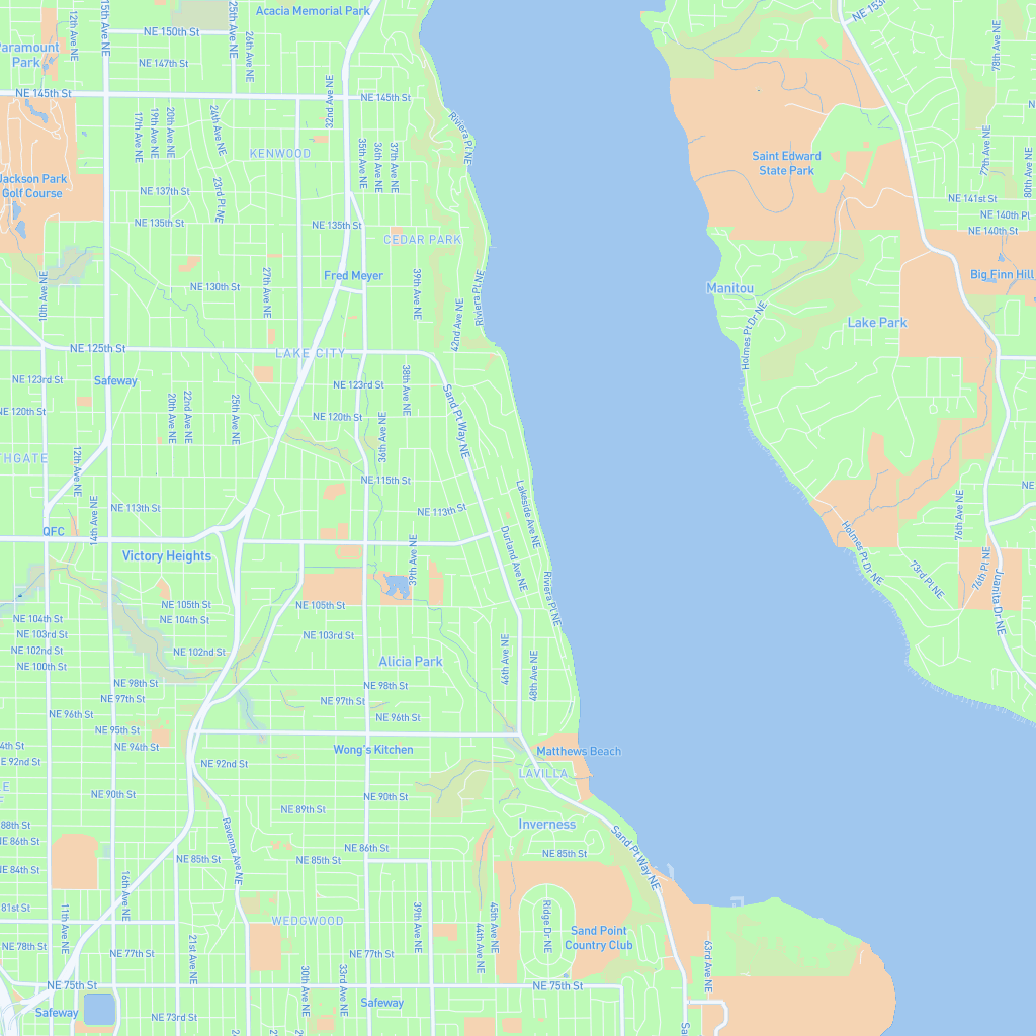 Acacia Memorial Park
12th Ave NE
15th Ave NE
25th Ave NE
26th Ave NE
NE 150th St
Paramount
Park
NE 147th St
NE 145th St
32nd Ave NE
NE 145th St
17th Ave NE
19th Ave NE
20th Ave NE
24th Ave NE
KENWOOD
35th Ave NE
36th Ave NE
37th Ave NE
Riviera Pl NE
78th Ave NE
77th Ave NE
80th Ave NE
Saint Edward
State Park
Jackson Park
Golf Course
NE 137th St
23rd Pl NE
NE 135th St
NE 135th St
CEDAR PARK
NE 141st St
NE 140th Pl
NE 140th St
10th Ave NE
NE 130th St
27th Ave NE
Fred Meyer
39th Ave NE
42nd Ave NE
Riviera Pl NE
Manitou
Holmes Pt Dr NE
Lake Park
Big Finn Hill
NE 125th St
LAKE CITY
NE 123rd St
Safeway
NE 123rd St
38th Ave NE
Sand Pt Way NE
20th Ave NE
22nd Ave NE
25th Ave NE
NE 120th St
NE 120th St
36th Ave NE
12th Ave NE
14th Ave NE
NE 115th St
NE 113th St
NE 113th St
QFC
Victory Heights
39th Ave NE
Durland Ave NE
Lakeside Ave NE
Riviera Pl NE
Holmes Pt Dr NE
73rd Pl NE
76th Ave NE
76th Pl NE
Juanita Dr NE
NE 105th St
NE 104th St
NE 105th St
NE 104th St
NE 103rd St
NE 102nd St
NE 100th St
NE 103rd St
NE 102nd St
Alicia Park
46th Ave NE
48th Ave NE
NE 98th St
NE 97th St
NE 96th St
NE 95th St
NE 94th St
NE 98th St
NE 97th St
NE 96th St
NE 92nd St
NE 92nd St
Wong's Kitchen
Matthews Beach
LAVILLA
NE 90th St
NE 90th St
NE 89th St
Inverness
Sand Pt Way NE
88th St
NE 86th St
NE 84th St
NE 85th St
NE 86th St
NE 85th St
NE 85th St
Ravenna Ave NE
16th Ave NE
11th Ave NE
81st St
NE 78th St
NE 77th St
21st Ave NE
WEDGWOOD
39th Ave NE
44th Ave NE
45th Ave NE
Ridge Dr NE
Sand Point
Country Club
63rd Ave NE
NE 77th St
30th Ave NE
33rd Ave NE
NE 75th St
NE 75th St
Safeway
Safeway
NE 73rd St